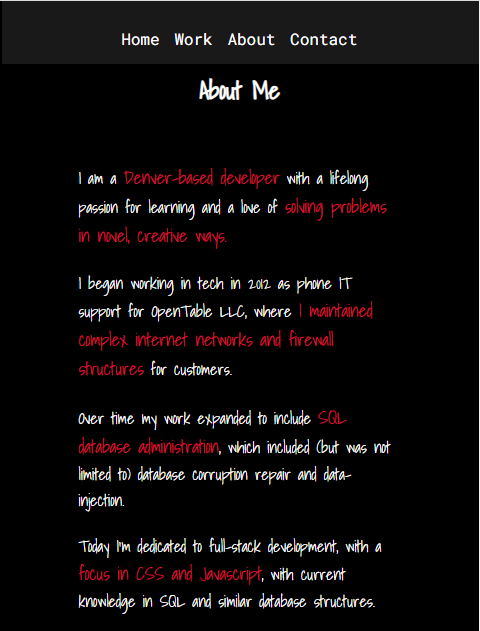 Home Work About Contact
About Me
I am a Denver-based developer with a lifelong
passion for learning and a love of solving problems
in novel, creative ways.
I began working in tech in 2012 as phone IT
support for OpenTable LLC, where I maintained
complex internet networks and firewall
structures for customers.
Over time my work expanded to include SQL
database administration, which included (but was not
limited to) database corruption repair and data-
injection.
Today I'm dedicated to full-stack development, with a
focus in CSS and Javascript, with current
knowledge in SQL and similar database structures.